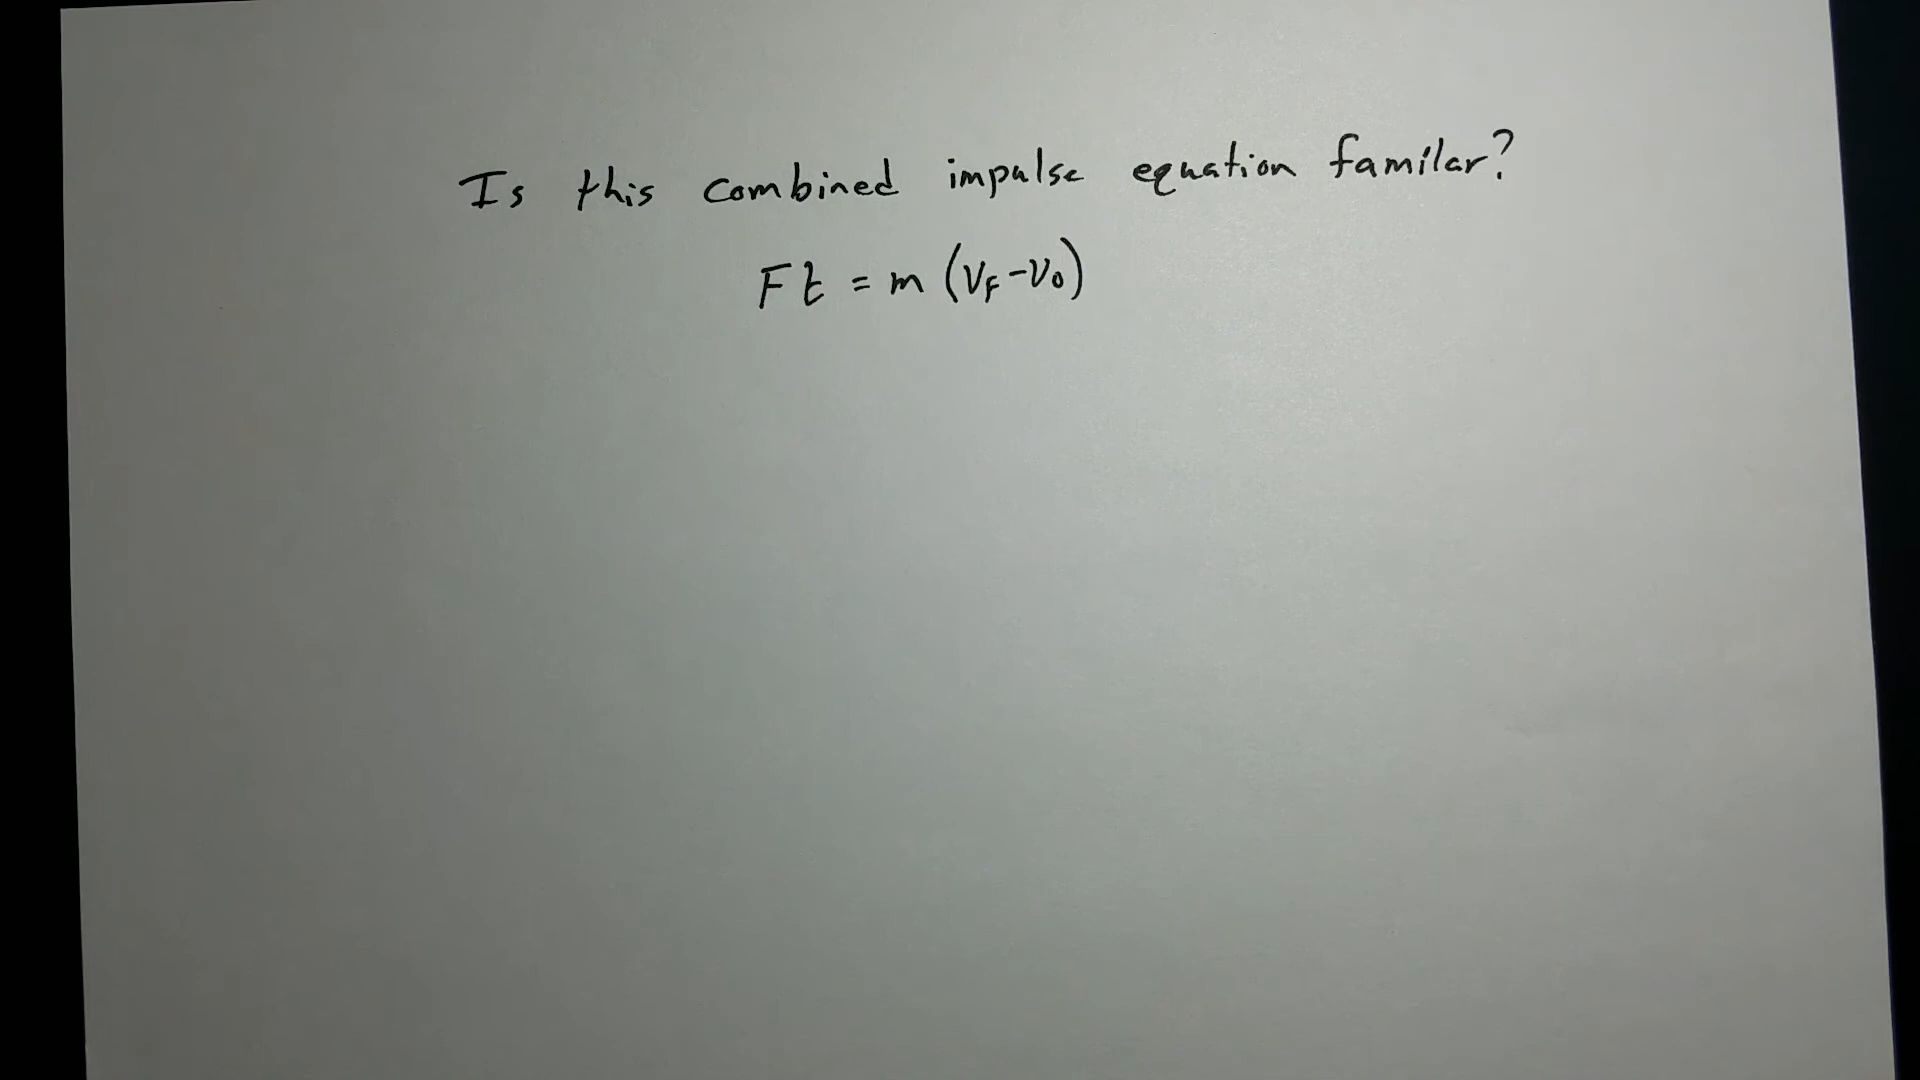 Is this combined impulse equation familar?
Ft = m (VF-V0)